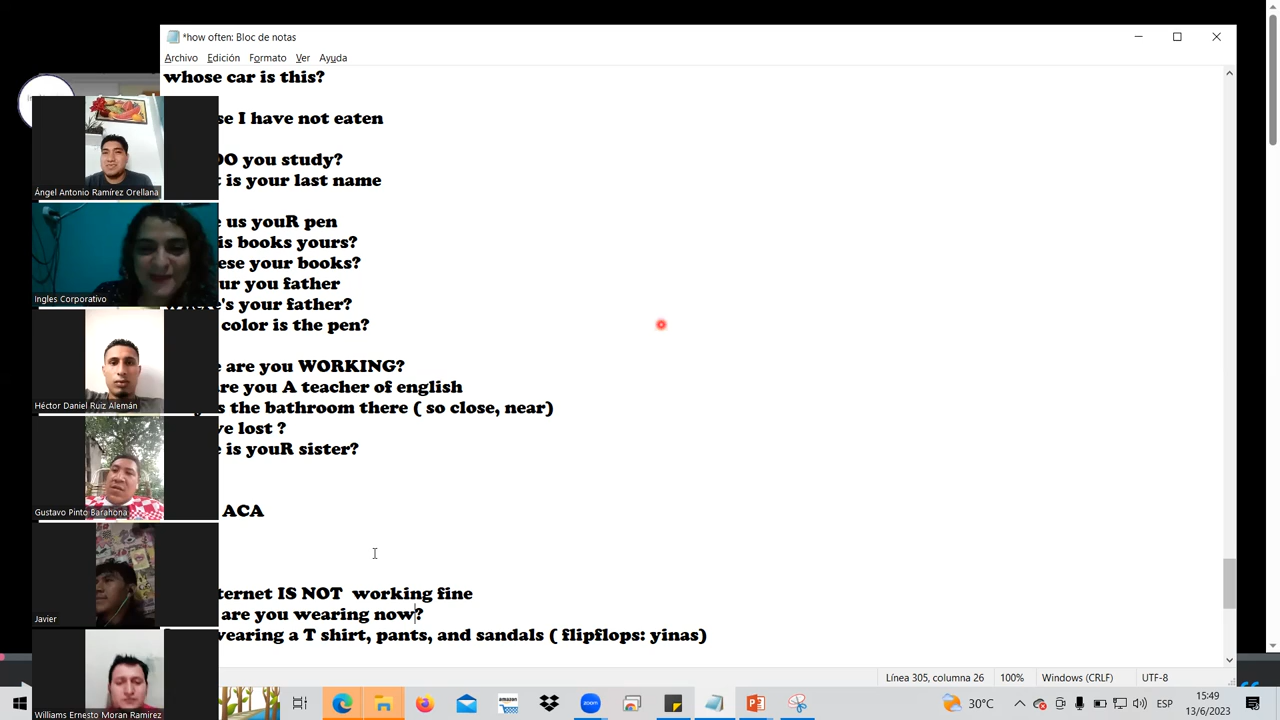 *how often: Bloc de notas
Archivo Edición Formato Ver Ayuda
whose car is this?
se I have not eaten
DO you study?
is your last name
us youR pen
is books yours?
ese your books?
ur you father
where's your father?
color is the pen?
are you WORKING?
re you A teacher of english
s the bathroom there ( so close, near)
ve lost ?
is youR sister?
ACA
ternet IS NOT working fine
are you wearing now?
wearing a T shirt, pants, and sandals ( flipflops: yinas)
Ángel Antonio Ramírez Orellana
Ingles Corporativo
Héctor Daniel Ruiz Alemán
Gustavo Pinto Barahona
Javier
Williams Ernesto Moran Ramirez
Línea 305, columna 26 100% Windows (CRLF) UTF-8
amazon
zoom
30°C ESP 15:49
13/6/2023